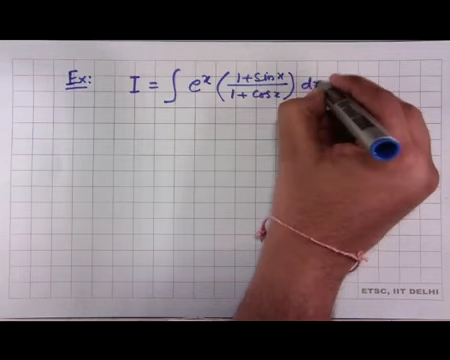 Ex: I = ∫ e^x ( (1 + sin x) / (1 + cos x) ) dx
ETSC, IIT DELHI